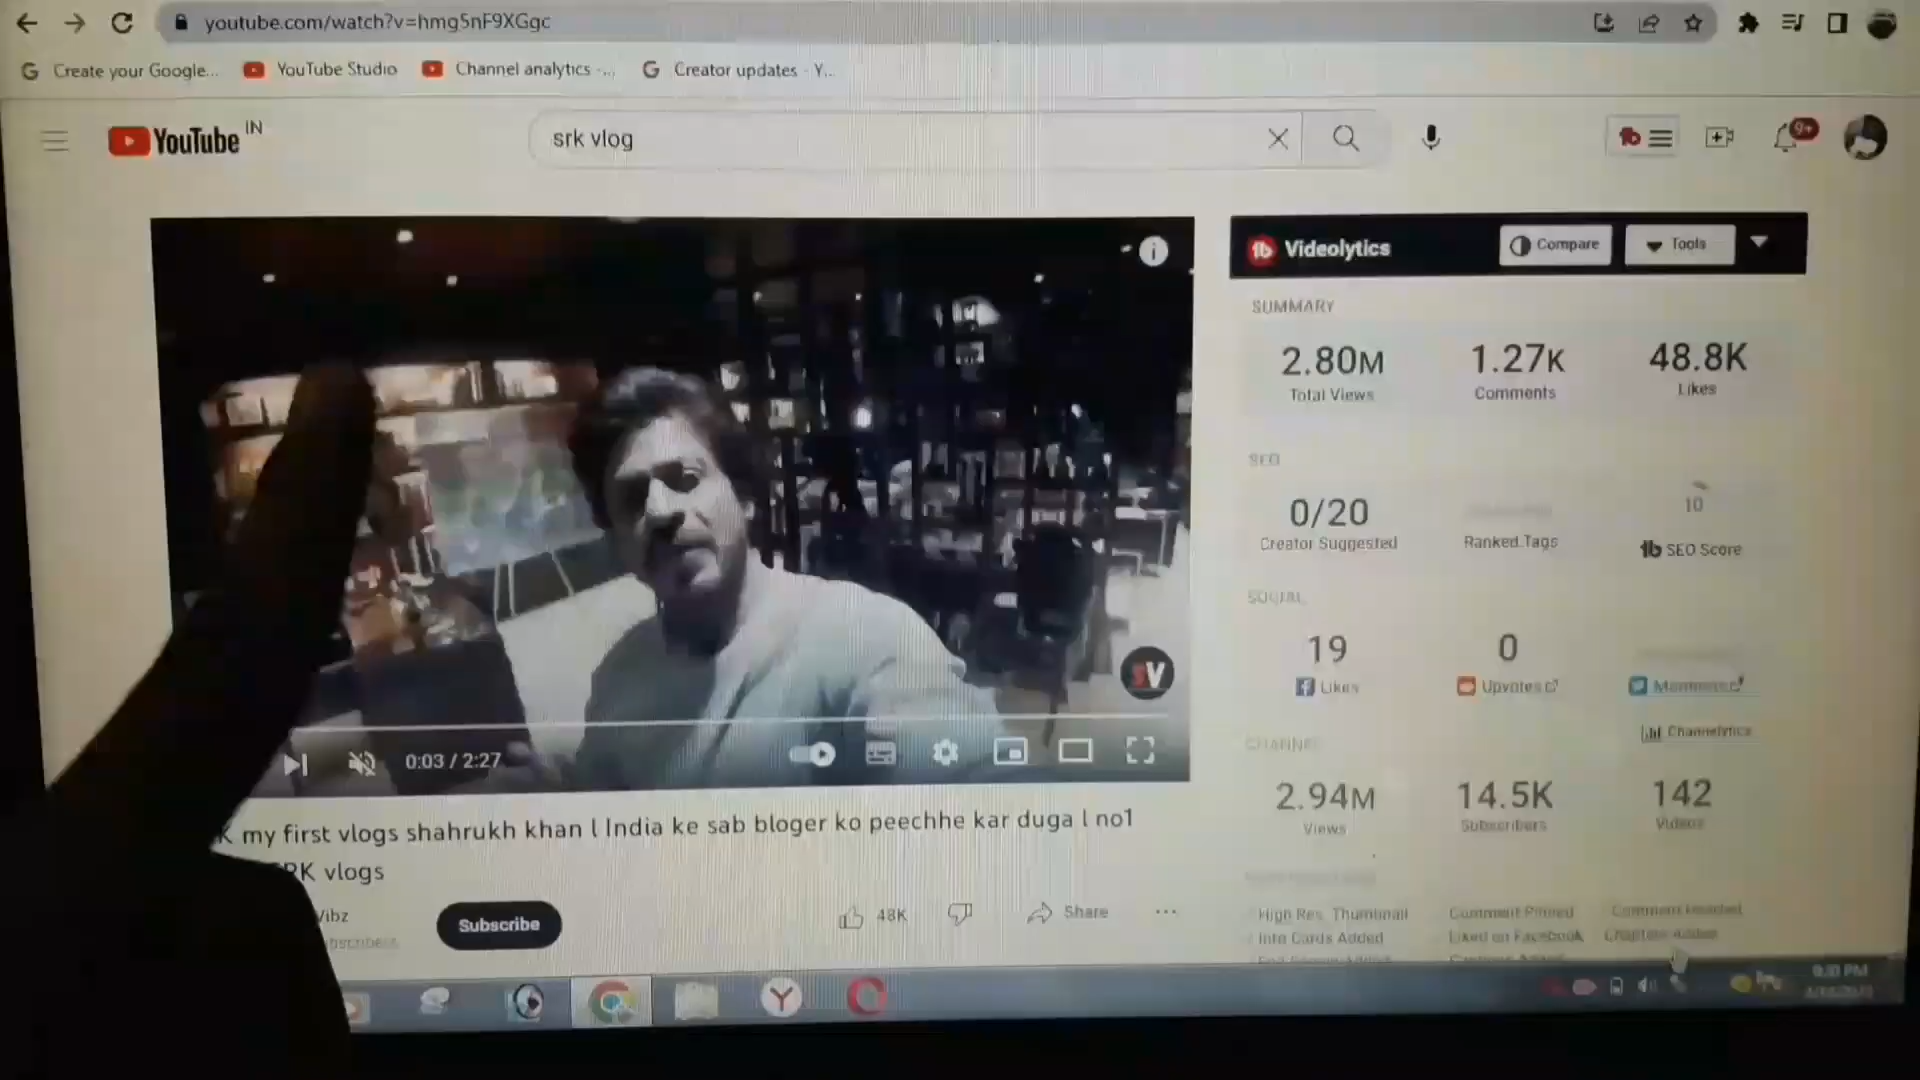 youtube.com/watch?v=hmg5nF9XGgc
Create your Google... YouTube Studio Channel analytics -... Creator updates - Y...
YouTube IN
srk vlog
9+
Videolytics Compare Tools
SUMMARY
2.80M 1.27K 48.8K
Total Views Comments Likes
SEO
0/20 10
Creator Suggested Ranked Tags SEO Score
SOCIAL
19 0
Likes Upvotes
Channelytics
CHANNEL
2.94M 14.5K 142
Views Subscribers Videos
High Res. Thumbnail Comment Pinned
Info Cards Added Liked on Facebook Chapters Added
V
0:03 / 2:27
K my first vlogs shahrukh khan l India ke sab bloger ko peechhe kar duga l no1
RK vlogs
Vibz
Subscribe
48K
Share
PM